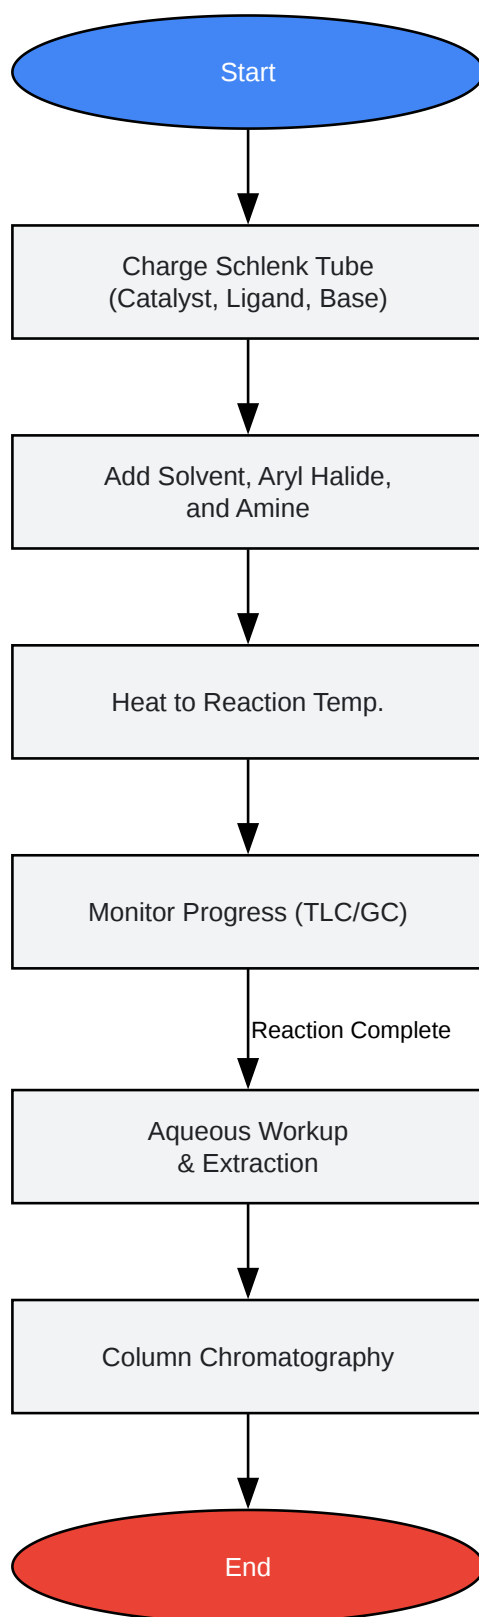 Start
Charge Schlenk Tube
(Catalyst, Ligand, Base)
Add Solvent, Aryl Halide,
and Amine
Heat to Reaction Temp.
Monitor Progress (TLC/GC)
Reaction Complete
Aqueous Workup
& Extraction
Column Chromatography
End